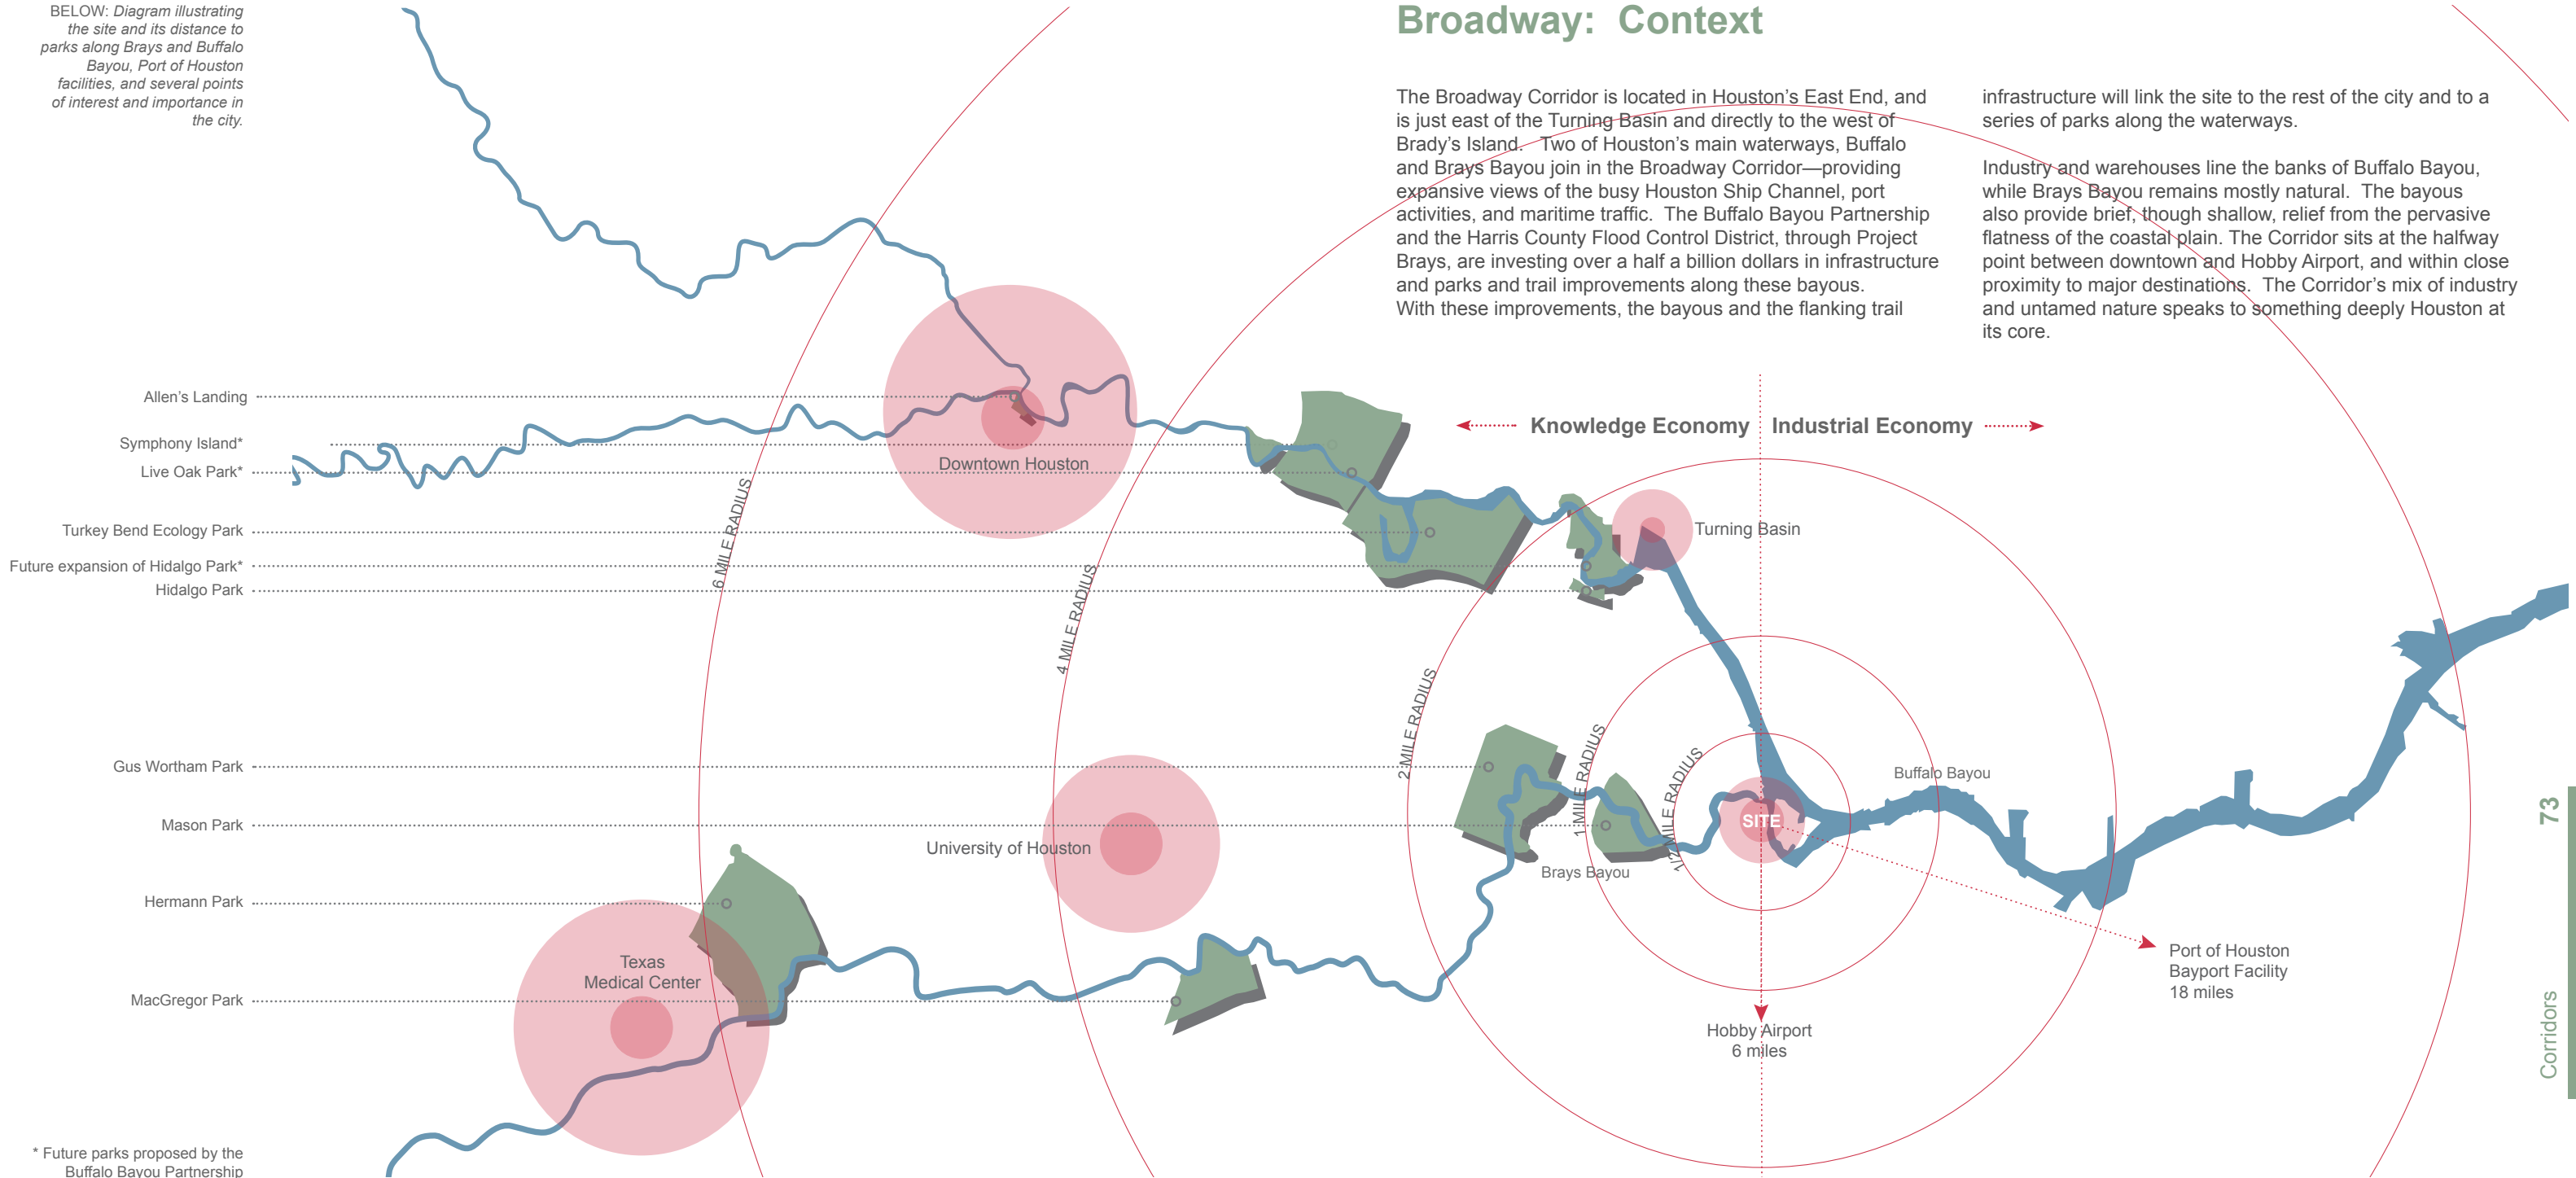 BELOW: Diagram illustrating
the site and its distance to
parks along Brays and Buffalo
Bayou, Port of Houston
facilities, and several points
of interest and importance in
the city.
Broadway: Context
The Broadway Corridor is located in Houston's East End, and
is just east of the Turning Basin and directly to the west of
Brady's Island. Two of Houston's main waterways, Buffalo
and Brays Bayou join in the Broadway Corridor—providing
expansive views of the busy Houston Ship Channel, port
activities, and maritime traffic. The Buffalo Bayou Partnership
and the Harris County Flood Control District, through Project
Brays, are investing over a half a billion dollars in infrastructure
and parks and trail improvements along these bayous.
With these improvements, the bayous and the flanking trail
infrastructure will link the site to the rest of the city and to a
series of parks along the waterways.
Industry and warehouses line the banks of Buffalo Bayou,
while Brays Bayou remains mostly natural. The bayous
also provide brief, though shallow, relief from the pervasive
flatness of the coastal plain. The Corridor sits at the halfway
point between downtown and Hobby Airport, and within close
proximity to major destinations. The Corridor's mix of industry
and untamed nature speaks to something deeply Houston at
its core.
Allen's Landing
Symphony Island*
Live Oak Park*
Turkey Bend Ecology Park
Future expansion of Hidalgo Park*
Hidalgo Park
Gus Wortham Park
Mason Park
Hermann Park
MacGregor Park
* Future parks proposed by the
Buffalo Bayou Partnership
Downtown Houston
Knowledge Economy
Industrial Economy
Turning Basin
6 MILE RADIUS
4 MILE RADIUS
2 MILE RADIUS
1 MILE RADIUS
1/2 MILE RADIUS
Buffalo Bayou
SITE
University of Houston
Brays Bayou
Texas
Medical Center
Port of Houston
Bayport Facility
18 miles
Hobby Airport
6 miles
73
Corridors